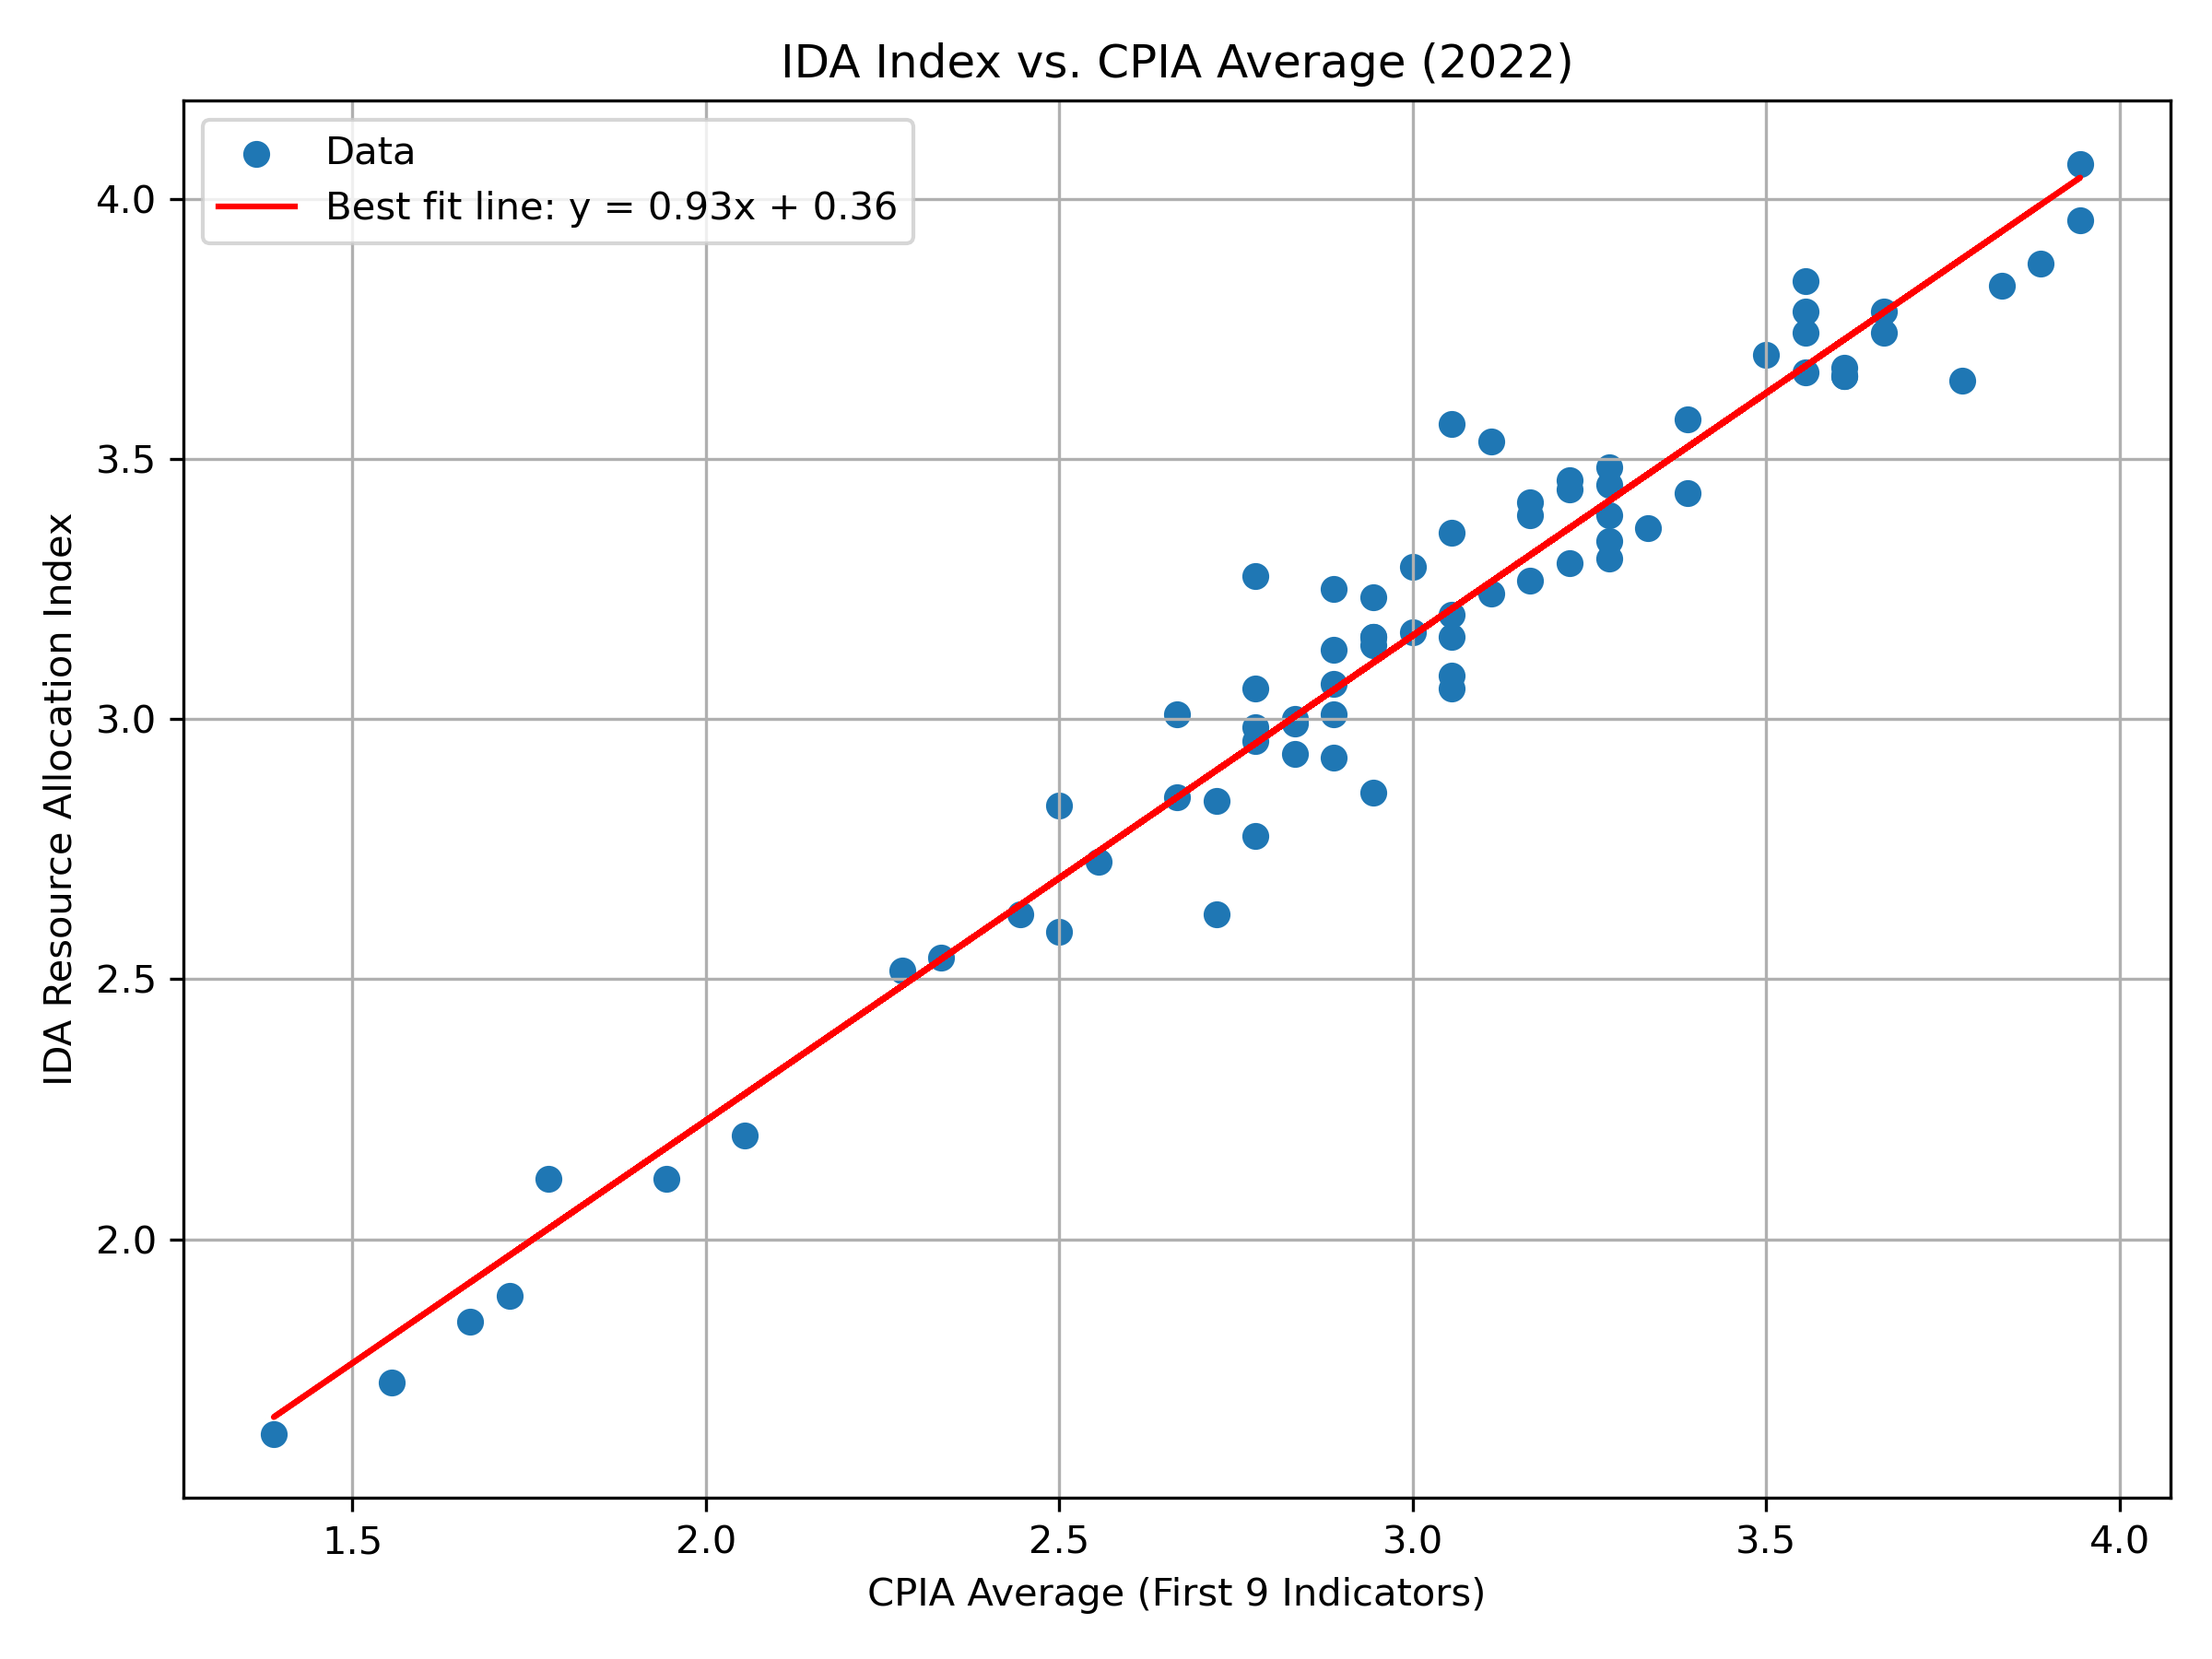 IDA Index vs. CPIA Average (2022)
Data
Best fit line: y = 0.93x + 0.36
IDA Resource Allocation Index
4.0
3.5
3.0
2.5
2.0
1.5 2.0 2.5 3.0 3.5 4.0
CPIA Average (First 9 Indicators)